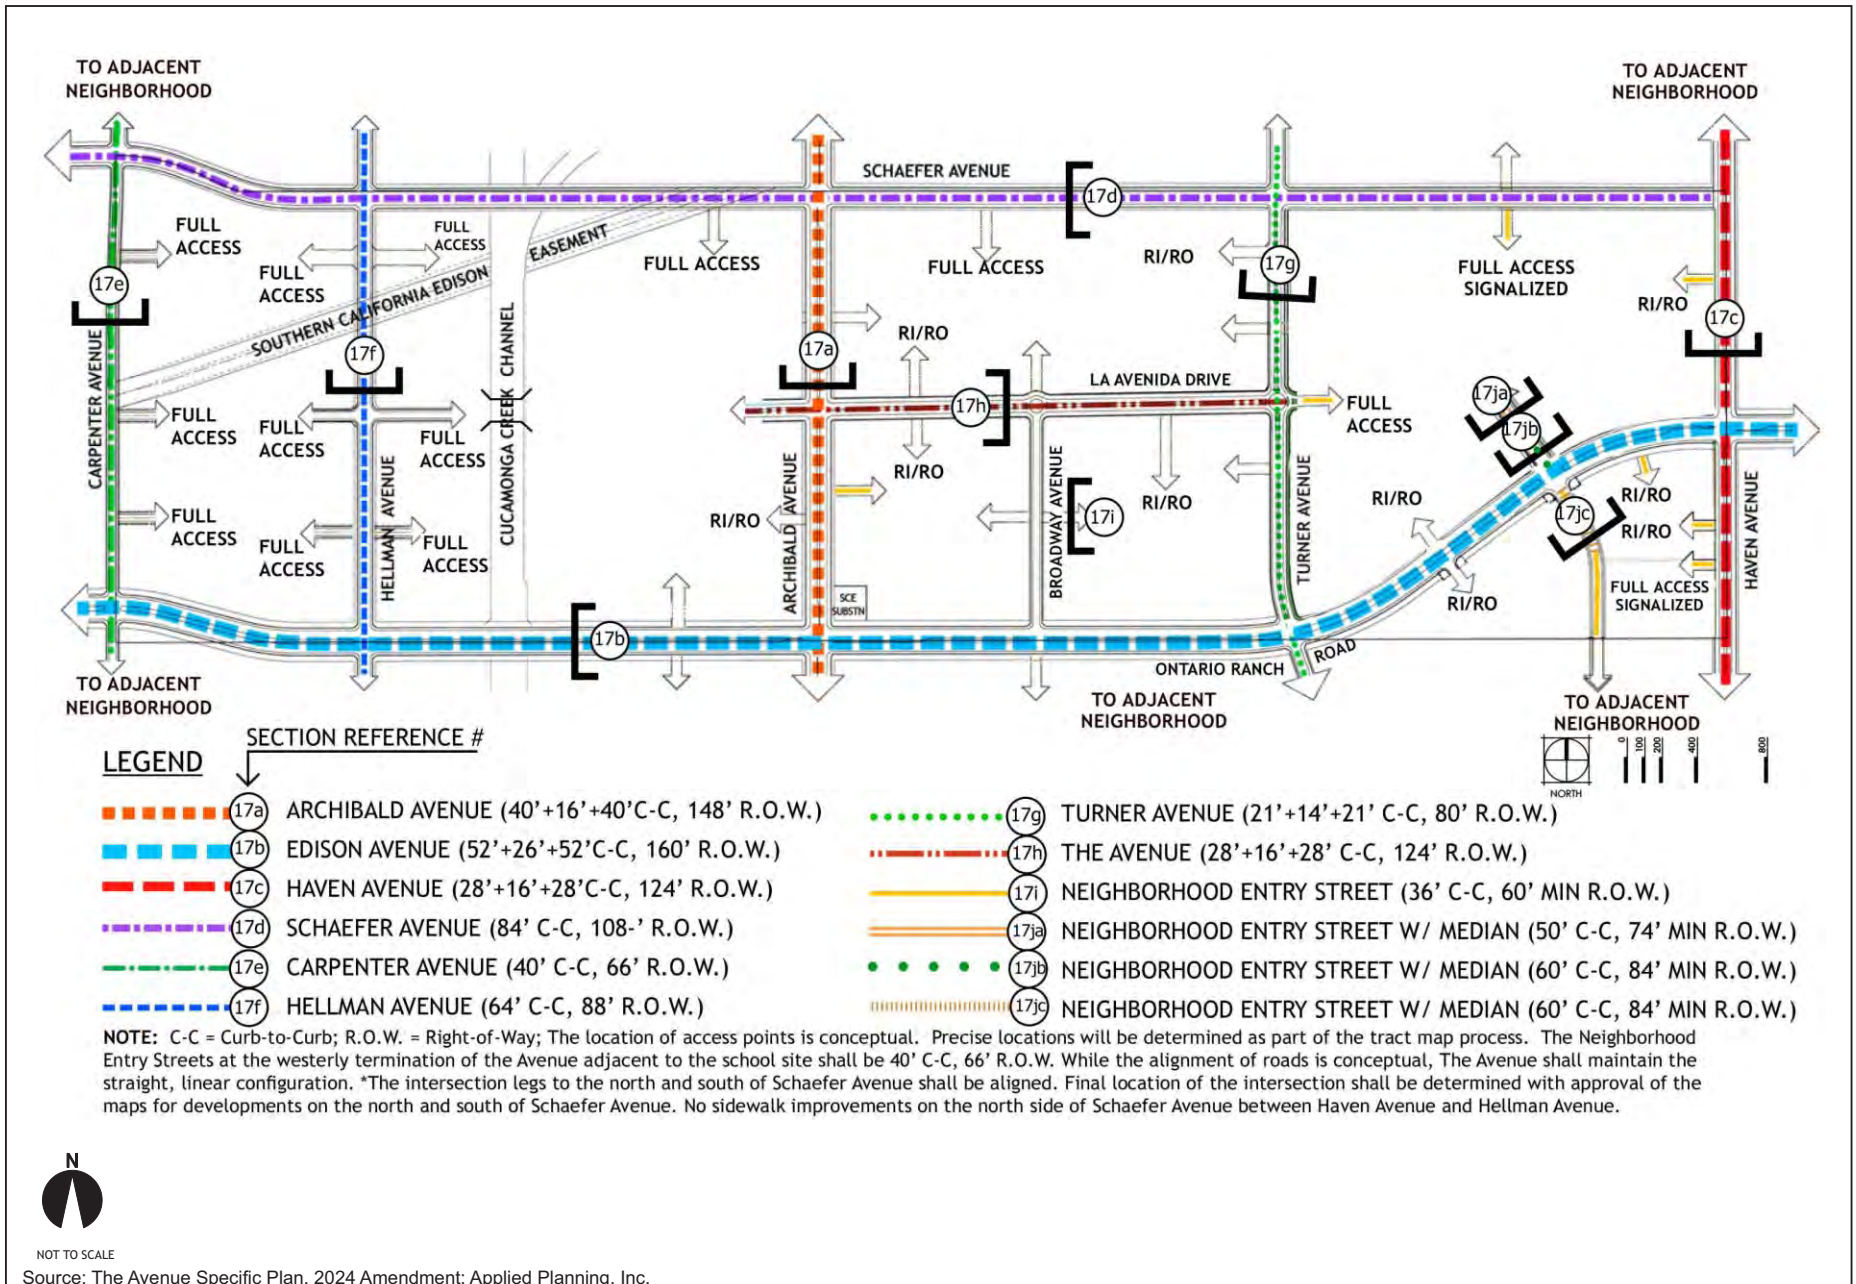 TO ADJACENT
NEIGHBORHOOD
TO ADJACENT
NEIGHBORHOOD
SCHAEFER AVENUE
17d
FULL
ACCESS
FULL
ACCESS
FULL
ACCESS
EASEMENT
SOUTHERN CALIFORNIA EDISON
FULL ACCESS
FULL ACCESS
RI/RO
17g
FULL ACCESS
SIGNALIZED
RI/RO
17e
17c
17f
17a
RI/RO
CARPENTER AVENUE
CUCAMONGA CREEK CHANNEL
LA AVENIDA DRIVE
17h
17ja
17jb
FULL
ACCESS
FULL
ACCESS
FULL
ACCESS
FULL
ACCESS
RI/RO
HELLMAN AVENUE
ARCHIBALD AVENUE
BROADWAY AVENUE
TURNER AVENUE
HAVEN AVENUE
RI/RO
RI/RO
RI/RO
17i
17jc
RI/RO
RI/RO
FULL
ACCESS
FULL
ACCESS
FULL
ACCESS
SCE
SUBSTN
RI/RO
FULL ACCESS
SIGNALIZED
17b
ONTARIO RANCH ROAD
TO ADJACENT
NEIGHBORHOOD
TO ADJACENT
NEIGHBORHOOD
TO ADJACENT
NEIGHBORHOOD
SECTION REFERENCE #
LEGEND
NORTH
0 100 200 400 800
17a ARCHIBALD AVENUE (40'+16'+40'C-C, 148' R.O.W.)
17b EDISON AVENUE (52'+26'+52'C-C, 160' R.O.W.)
17c HAVEN AVENUE (28'+16'+28'C-C, 124' R.O.W.)
17d SCHAEFER AVENUE (84' C-C, 108-' R.O.W.)
17e CARPENTER AVENUE (40' C-C, 66' R.O.W.)
17f HELLMAN AVENUE (64' C-C, 88' R.O.W.)
17g TURNER AVENUE (21'+14'+21' C-C, 80' R.O.W.)
17h THE AVENUE (28'+16'+28' C-C, 124' R.O.W.)
17i NEIGHBORHOOD ENTRY STREET (36' C-C, 60' MIN R.O.W.)
17ja NEIGHBORHOOD ENTRY STREET W/ MEDIAN (50' C-C, 74' MIN R.O.W.)
17jb NEIGHBORHOOD ENTRY STREET W/ MEDIAN (60' C-C, 84' MIN R.O.W.)
17jc NEIGHBORHOOD ENTRY STREET W/ MEDIAN (60' C-C, 84' MIN R.O.W.)
NOTE: C-C = Curb-to-Curb; R.O.W. = Right-of-Way; The location of access points is conceptual. Precise locations will be determined as part of the tract map process. The Neighborhood
Entry Streets at the westerly termination of the Avenue adjacent to the school site shall be 40' C-C, 66' R.O.W. While the alignment of roads is conceptual, The Avenue shall maintain the
straight, linear configuration. *The intersection legs to the north and south of Schaefer Avenue shall be aligned. Final location of the intersection shall be determined with approval of the
maps for developments on the north and south of Schaefer Avenue. No sidewalk improvements on the north side of Schaefer Avenue between Haven Avenue and Hellman Avenue.
N
NOT TO SCALE
Source: The Avenue Specific Plan, 2024 Amendment; Applied Planning, Inc.